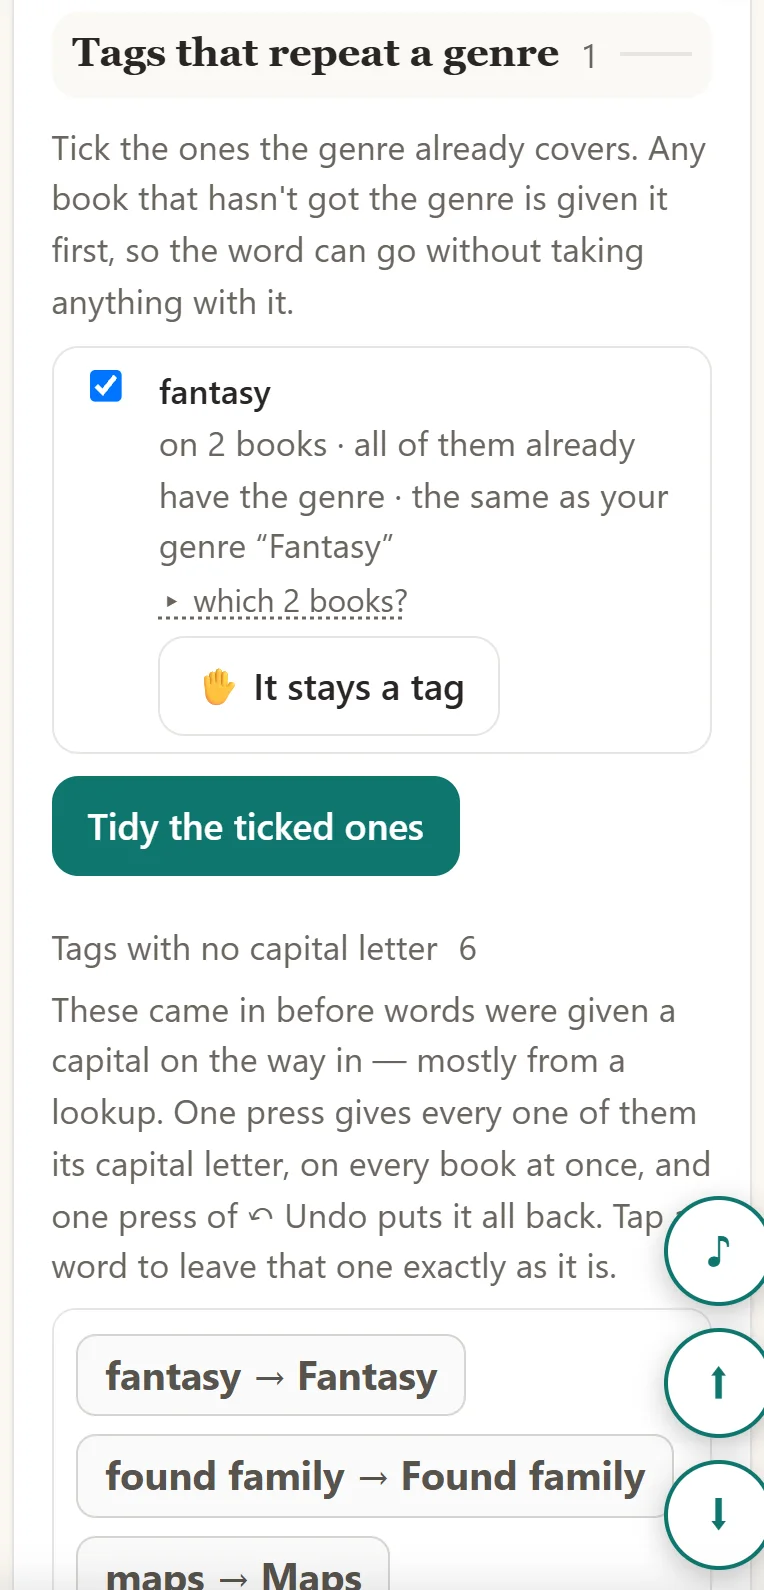 Tags that repeat a genre 1
Tick the ones the genre already covers. Any
book that hasn't got the genre is given it
first, so the word can go without taking
anything with it.
fantasy
on 2 books · all of them already
have the genre · the same as your
genre “Fantasy”
▸ which 2 books?
✋ It stays a tag
Tidy the ticked ones
Tags with no capital letter 6
These came in before words were given a
capital on the way in — mostly from a
lookup. One press gives every one of them
its capital letter, on every book at once, and
one press of ↶ Undo puts it all back. Tap
word to leave that one exactly as it is.
♪
fantasy → Fantasy
⬆
found family → Found family
⬇
maps → Maps